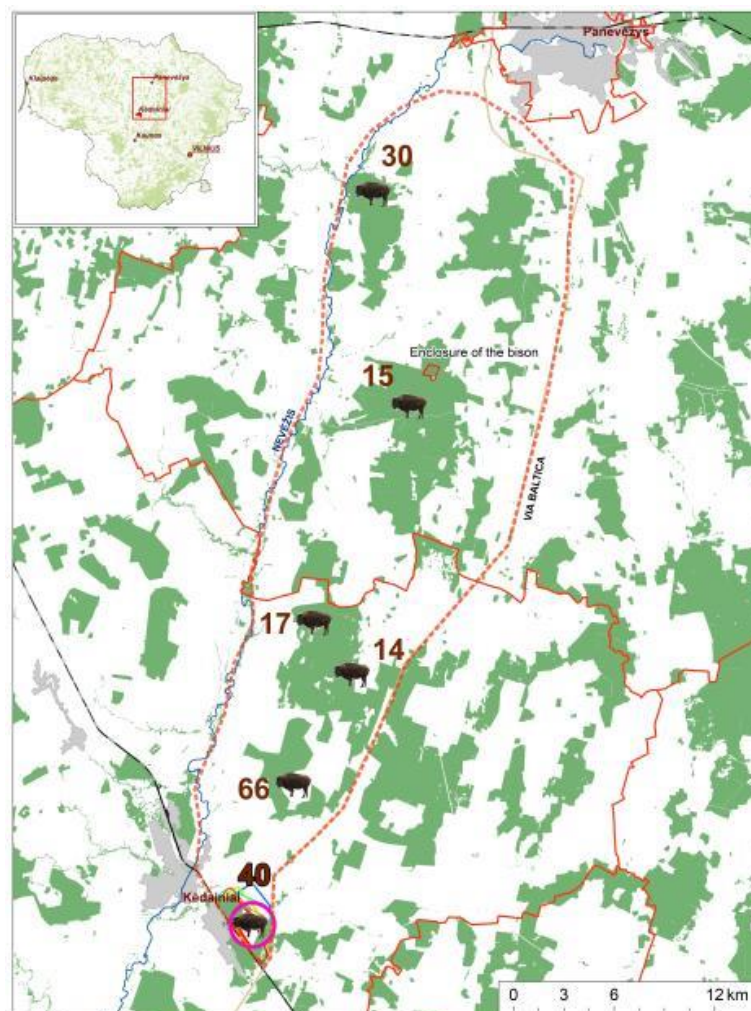 Panevėžys
Klaipėda
Panevėžys
Kėdainiai
Kaunas
VILNIUS
30
Enclosure of the bison
15
NEVĖŽIS
VIA BALTICA
17
14
66
40
Kėdainiai
0 3 6 12 km